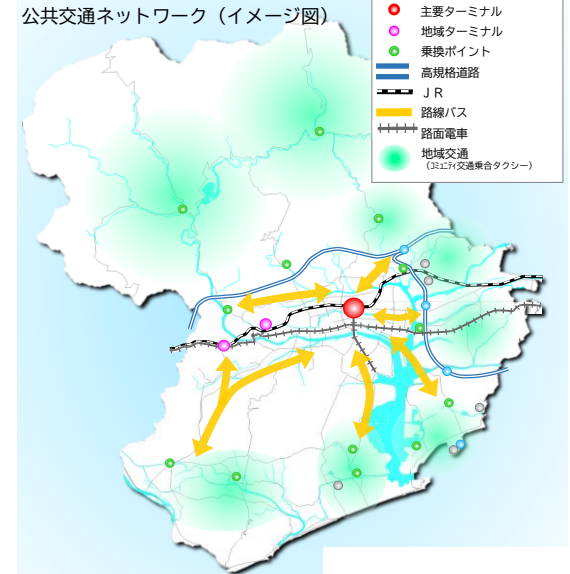 公共交通ネットワーク（イメージ図）
主要ターミナル
地域ターミナル
乗換ポイント
高規格道路
ＪＲ
路線バス
路面電車
地域交通
（ｺﾐｭﾆﾃｨ交通乗合タクシー）